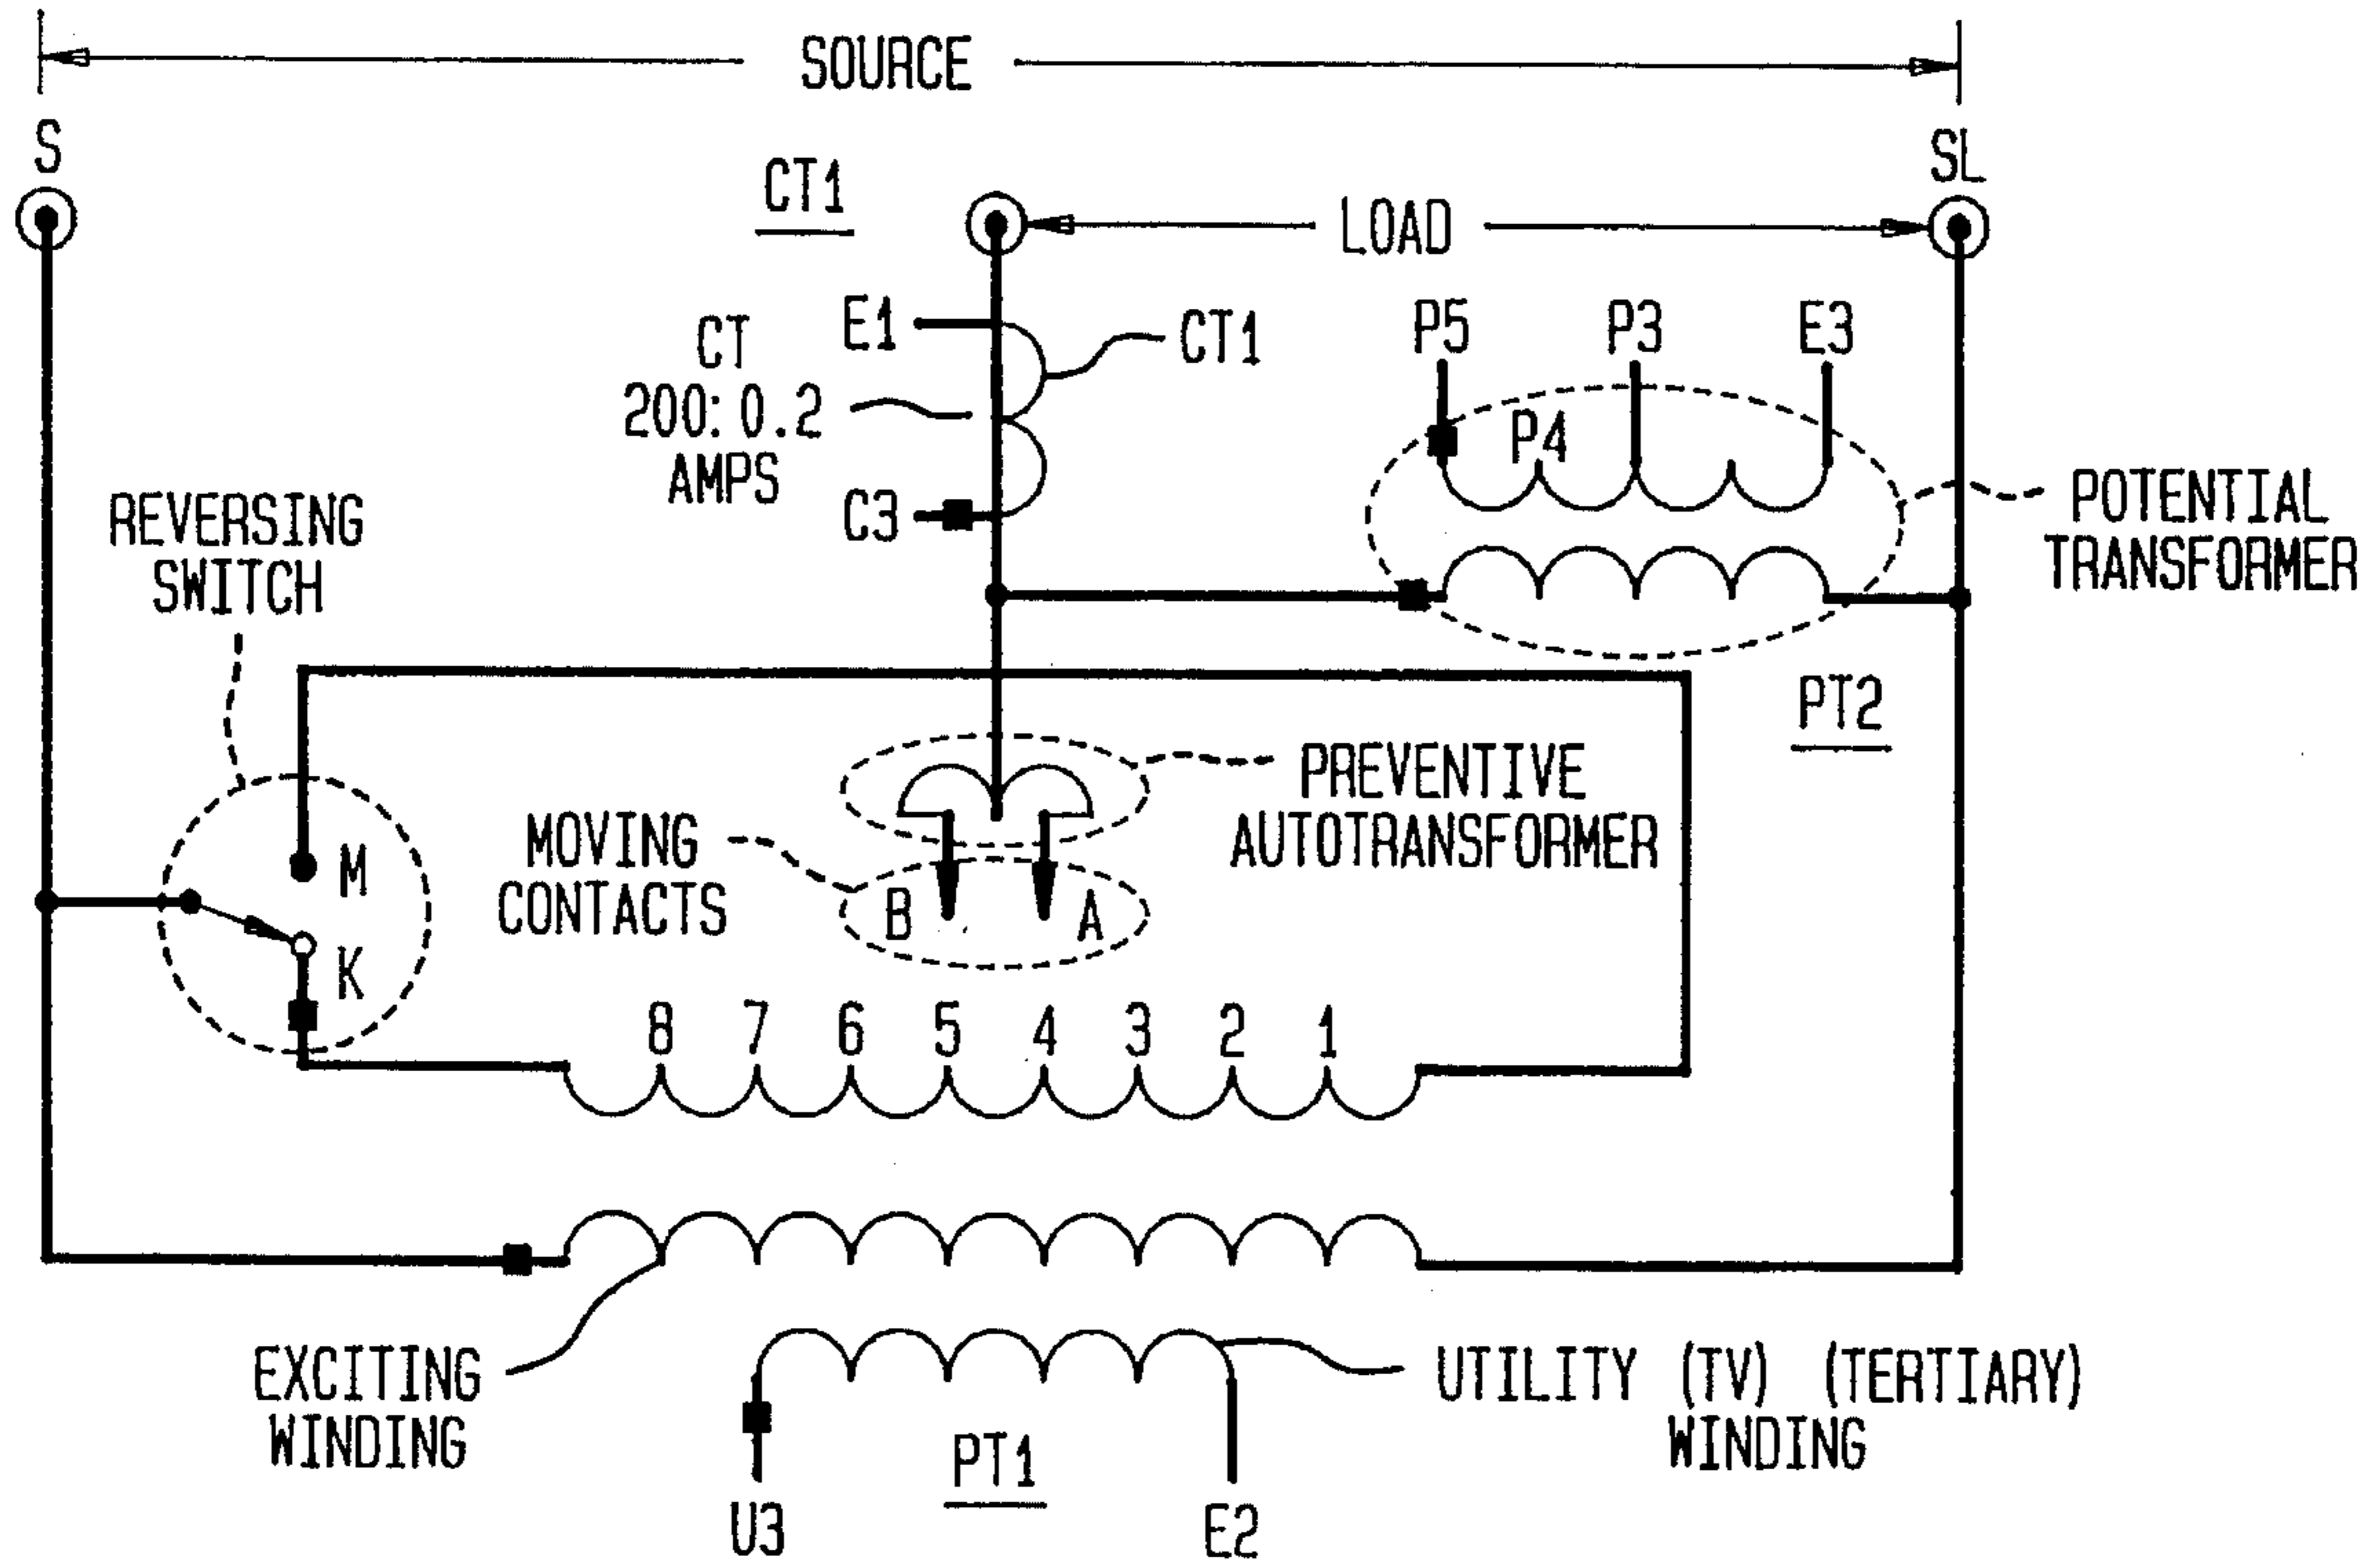 SOURCE
S
SL
CT1
LOAD
E1
CT1
P5
P3
E3
CT
200:0.2
AMPS
P4
C3
POTENTIAL
TRANSFORMER
REVERSING
SWITCH
PT2
PREVENTIVE
AUTOTRANSFORMER
MOVING
CONTACTS
M
B
A
K
8 7 6 5 4 3 2 1
EXCITING
WINDING
UTILITY (TV) (TERTIARY)
WINDING
PT1
U3
E2